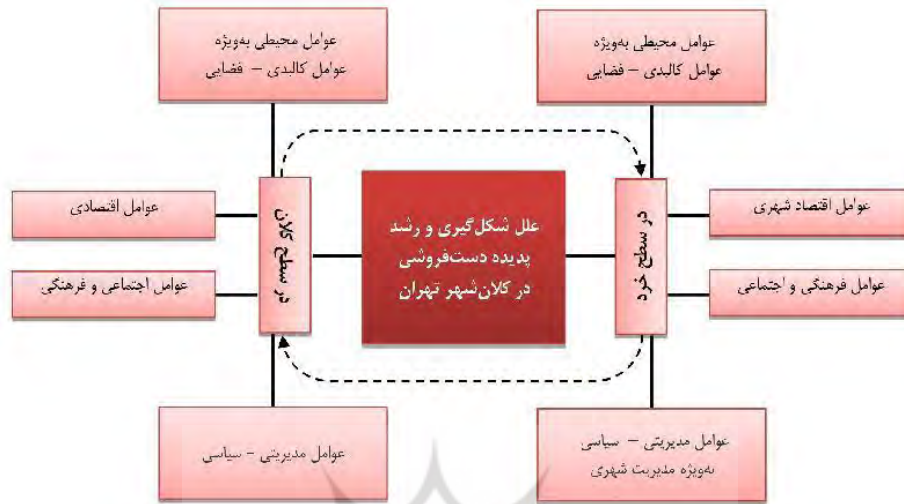 عوامل محیطی به‌ویژه
عوامل کالبدی – فضایی
عوامل اقتصاد شهری
عوامل فرهنگی و اجتماعی
عوامل مدیریتی – سیاسی
به‌ویژه مدیریت شهری
در سطح خرد
علل شکل‌گیری و رشد
پدیده دست‌فروشی
در کلان‌شهر تهران
در سطح کلان
عوامل محیطی به‌ویژه
عوامل کالبدی – فضایی
عوامل اقتصادی
عوامل اجتماعی و فرهنگی
عوامل مدیریتی - سیاسی